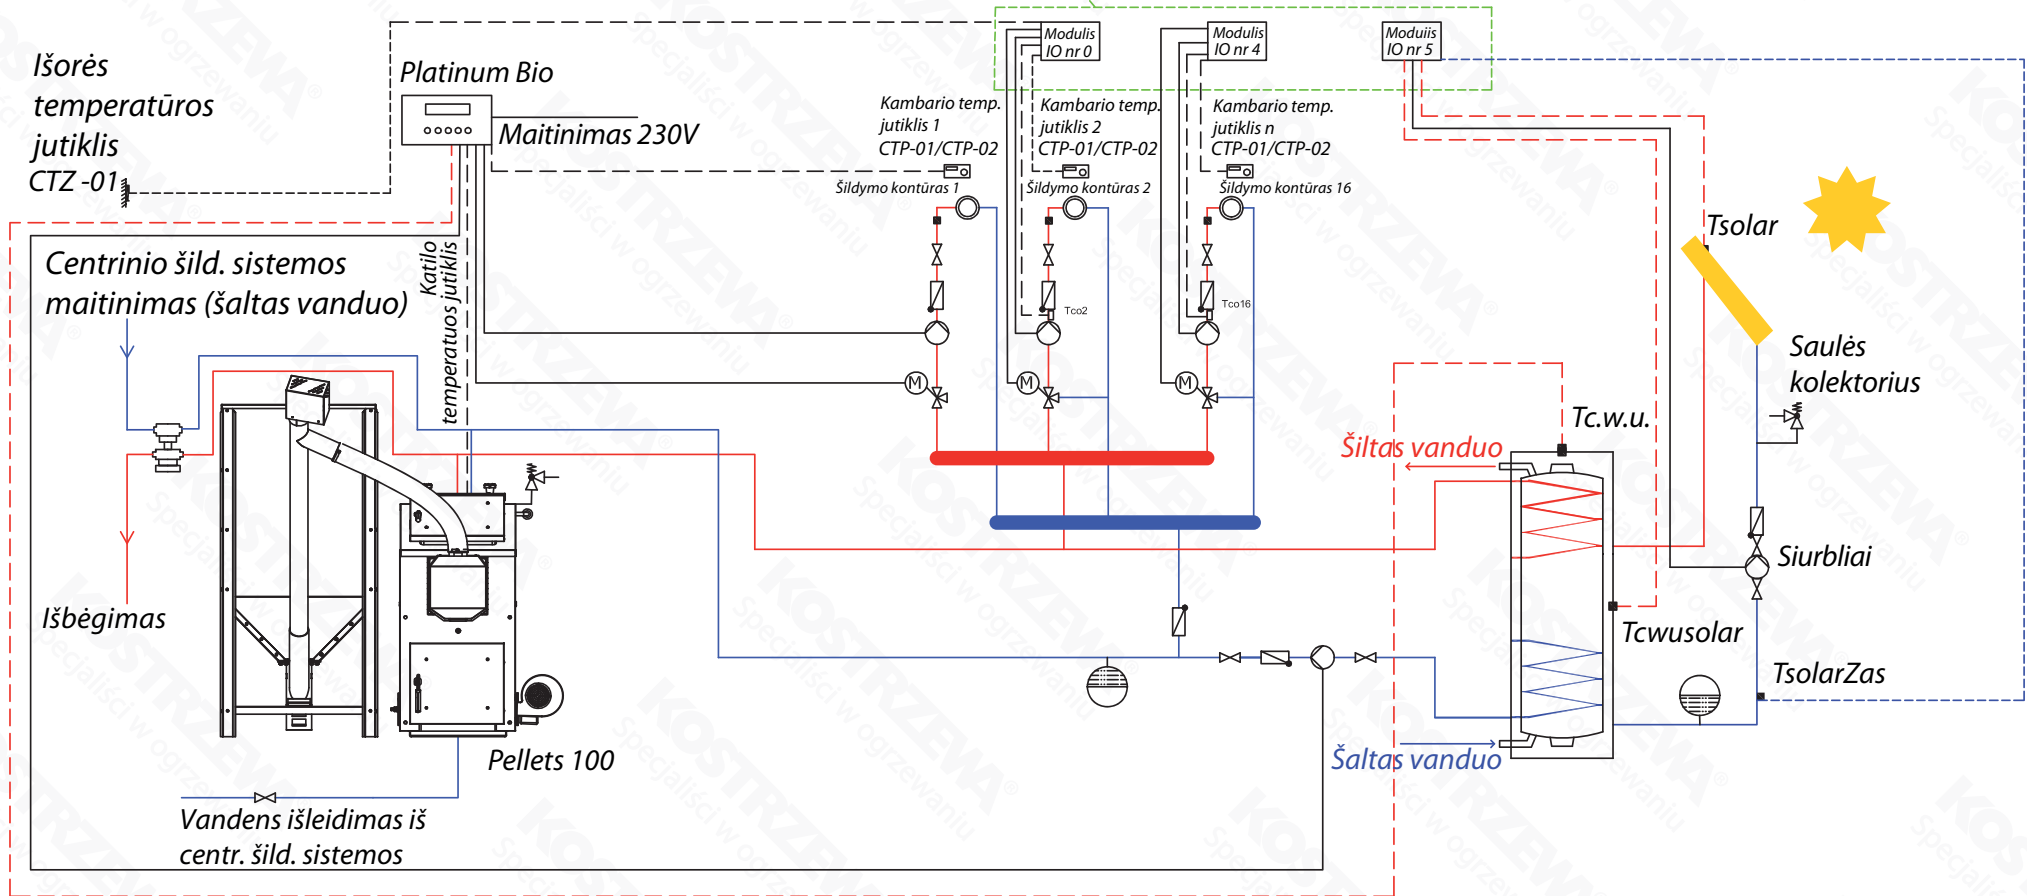 Išorės
temperatūros
jutiklis
CTZ -01
Platinum Bio
Maitinimas 230V
Modulis
IO nr 0
Modulis
IO nr 4
Moduiis
IO nr 5
Kambario temp.
jutiklis 1
CTP-01/CTP-02
Kambario temp.
jutiklis 2
CTP-01/CTP-02
Kambario temp.
jutiklis n
CTP-01/CTP-02
Šildymo kontūras 1
Šildymo kontūras 2
Šildymo kontūras 16
Centrinio šild. sistemos
maitinimas (šaltas vanduo)
Katilo
temperatuos jutiklis
Tco2
Tco16
M
M
M
Tsolar
Saulės
kolektorius
Tc.w.u.
Šiltas vanduo
Siurbliai
Tcwusolar
TsolarZas
Šaltas vanduo
Išbėgimas
Pellets 100
Vandens išleidimas iš
centr. šild. sistemos
KOSTRZEWA®
Specjaliści w ogrzewaniu